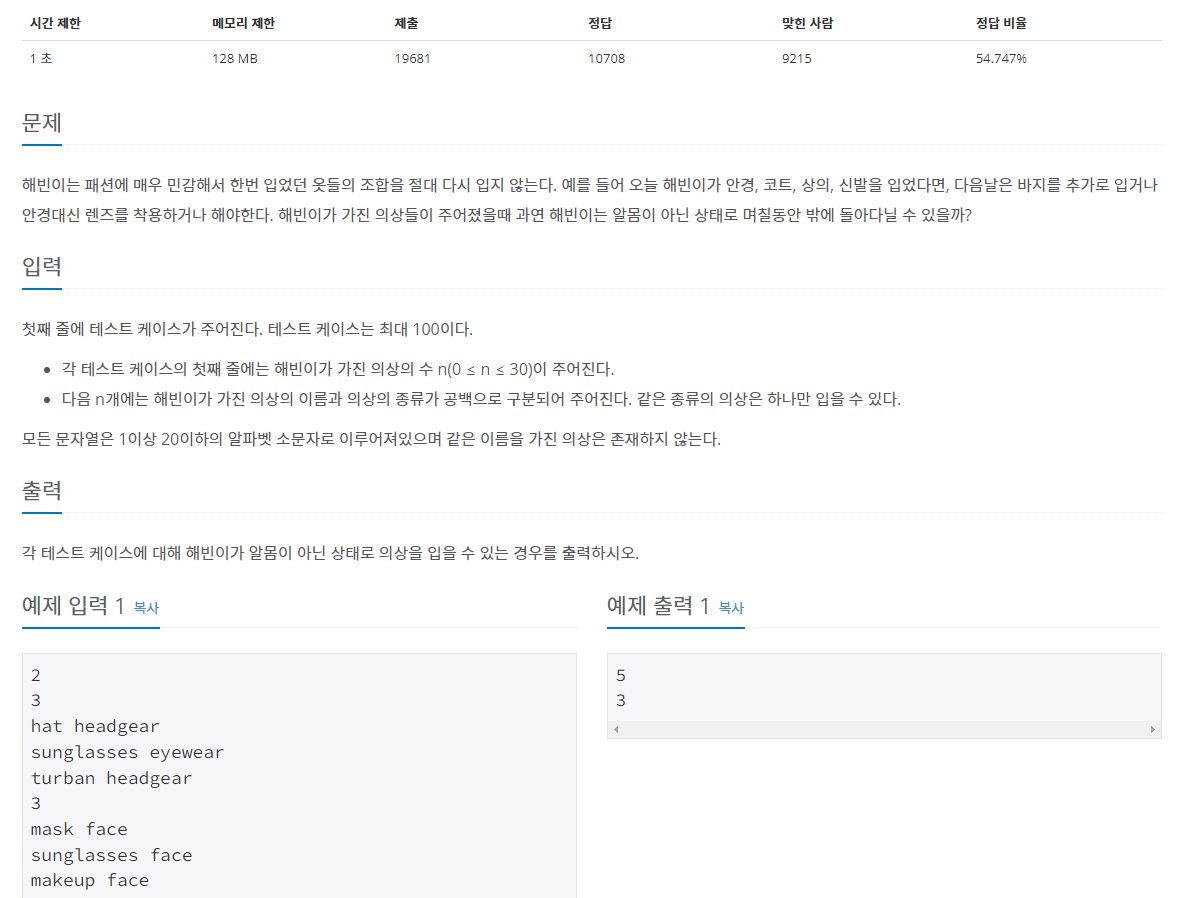 시간 제한 메모리 제한 제출 정답 맞힌 사람 정답 비율
1 초 128 MB 19681 10708 9215 54.747%
문제
해빈이는 패션에 매우 민감해서 한번 입었던 옷들의 조합을 절대 다시 입지 않는다. 예를 들어 오늘 해빈이가 안경, 코트, 상의, 신발을 입었다면, 다음날은 바지를 추가로 입거나
안경대신 렌즈를 착용하거나 해야한다. 해빈이가 가진 의상들이 주어졌을때 과연 해빈이는 알몸이 아닌 상태로 며칠동안 밖에 돌아다닐 수 있을까?
입력
첫째 줄에 테스트 케이스가 주어진다. 테스트 케이스는 최대 100이다.
• 각 테스트 케이스의 첫째 줄에는 해빈이가 가진 의상의 수 n(0 ≤ n ≤ 30)이 주어진다.
• 다음 n개에는 해빈이가 가진 의상의 이름과 의상의 종류가 공백으로 구분되어 주어진다. 같은 종류의 의상은 하나만 입을 수 있다.
모든 문자열은 1이상 20이하의 알파벳 소문자로 이루어져있으며 같은 이름을 가진 의상은 존재하지 않는다.
출력
각 테스트 케이스에 대해 해빈이가 알몸이 아닌 상태로 의상을 입을 수 있는 경우를 출력하시오.
예제 입력 1 복사
2
3
hat headgear
sunglasses eyewear
turban headgear
3
mask face
sunglasses face
makeup face
예제 출력 1 복사
5
3